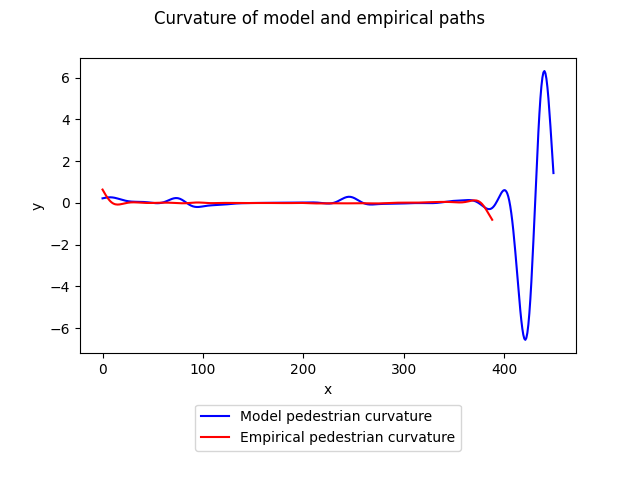 Curvature of model and empirical paths
6
4
2
0
−2
−4
−6
y
0 100 200 300 400
x
Model pedestrian curvature
Empirical pedestrian curvature